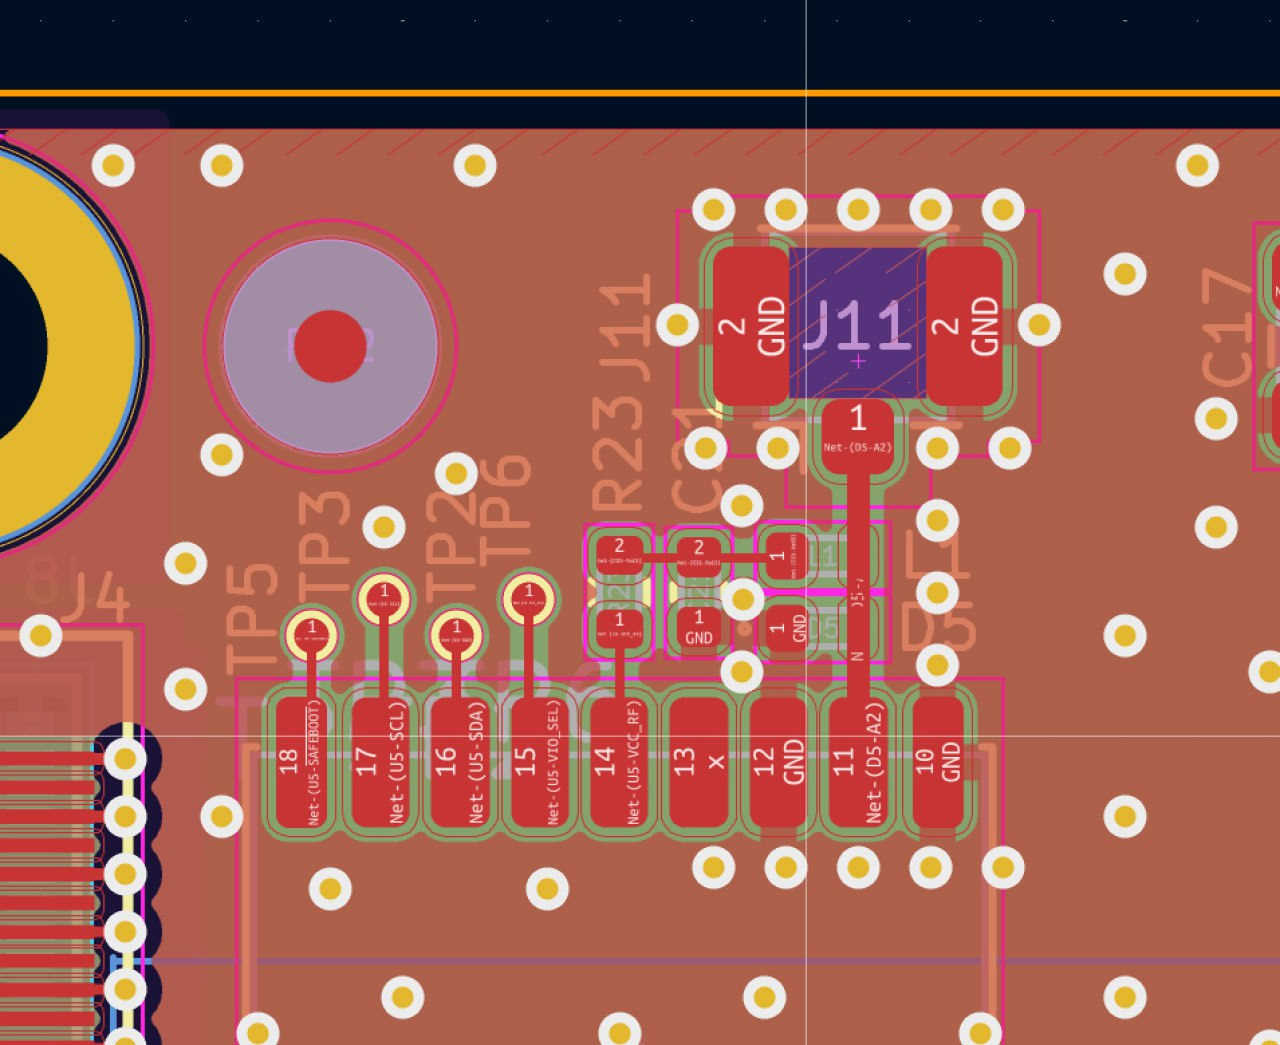 J11
2
GND
J11
2
GND
C17
1
Net-(D5-A2)
R23
C21
TP6
TP2
TP3
TP5
J4
L1
D5
2
2
1
L1
1
1
1
1
1
1
GND
1
GND
D5
18
Net-(U5-SAFEBOOT)
17
Net-(U5-SCL)
16
Net-(U5-SDA)
15
Net-(U5-VIO_SEL)
14
Net-(U5-VCC_RF)
13
x
12
GND
11
Net-(D5-A2)
10
GND